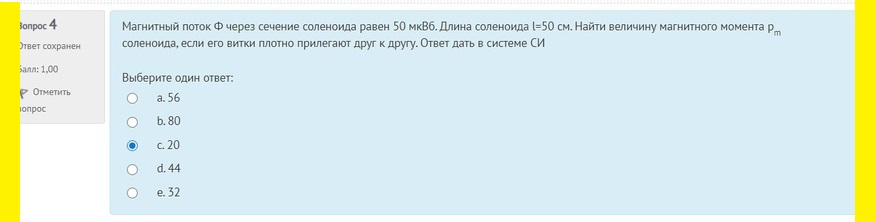 Вопрос 4
Ответ сохранен
Балл: 1,00
Отметить
вопрос
Магнитный поток Ф через сечение соленоида равен 50 мкВб. Длина соленоида l=50 см. Найти величину магнитного момента pm
соленоида, если его витки плотно прилегают друг к другу. Ответ дать в системе СИ
Выберите один ответ:
a. 56
b. 80
c. 20
d. 44
e. 32